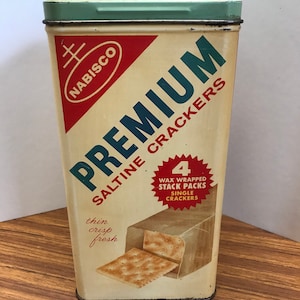 NABISCO
PREMIUM
SALTINE CRACKERS
4
WAX WRAPPED
STACK PACKS
SINGLE
CRACKERS
thin
crisp
fresh